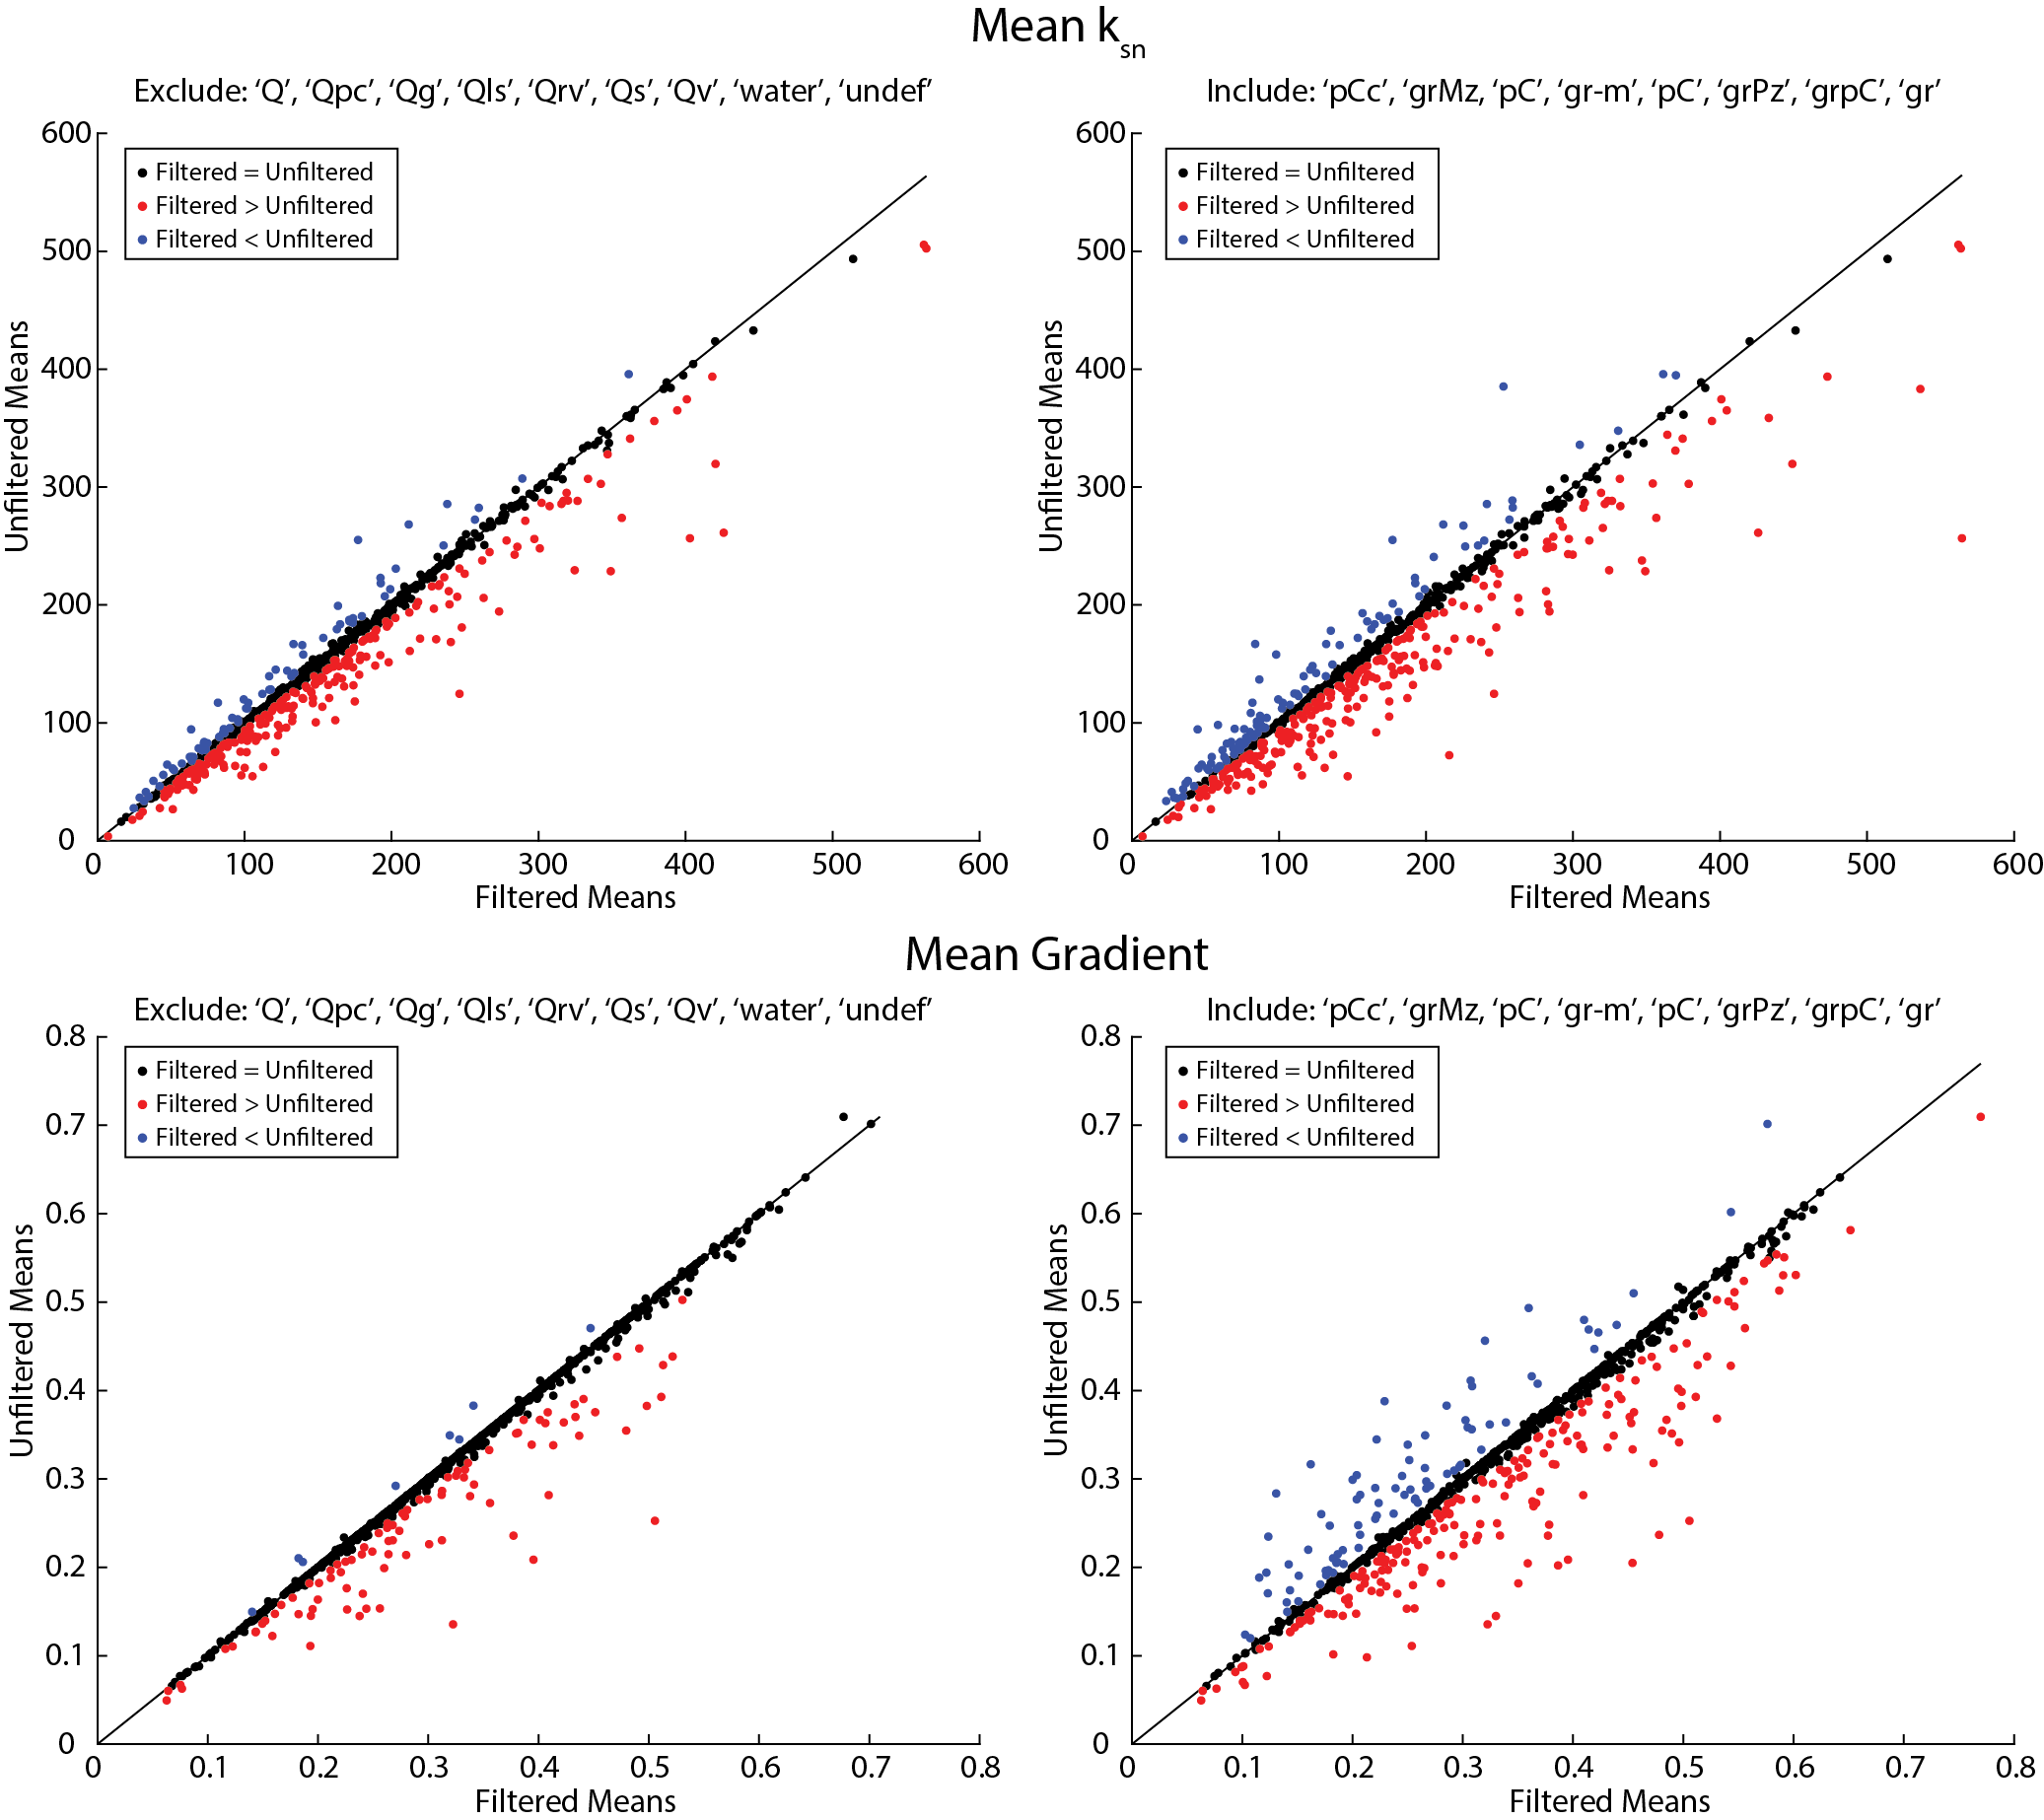 Mean ksn
Exclude: ‘Q’, ‘Qpc’, ‘Qg’, ‘Qls’, ‘Qrv’, ‘Qs’, ‘Qv’, ‘water’, ‘undef’
600
500
400
300
200
100
0
Unfiltered Means
Filtered = Unfiltered
Filtered > Unfiltered
Filtered < Unfiltered
0 100 200 300 400 500 600
Filtered Means
Include: ‘pCc’, ‘grMz, ‘pC’, ‘gr-m’, ‘pC’, ‘grPz’, ‘grpC’, ‘gr’
600
500
400
300
200
100
0
Unfiltered Means
Filtered = Unfiltered
Filtered > Unfiltered
Filtered < Unfiltered
0 100 200 300 400 500 600
Filtered Means
Mean Gradient
Exclude: ‘Q’, ‘Qpc’, ‘Qg’, ‘Qls’, ‘Qrv’, ‘Qs’, ‘Qv’, ‘water’, ‘undef’
0.8
0.7
0.6
0.5
0.4
0.3
0.2
0.1
0
Unfiltered Means
Filtered = Unfiltered
Filtered > Unfiltered
Filtered < Unfiltered
0 0.1 0.2 0.3 0.4 0.5 0.6 0.7 0.8
Filtered Means
Include: ‘pCc’, ‘grMz, ‘pC’, ‘gr-m’, ‘pC’, ‘grPz’, ‘grpC’, ‘gr’
0.8
0.7
0.6
0.5
0.4
0.3
0.2
0.1
0
Unfiltered Means
Filtered = Unfiltered
Filtered > Unfiltered
Filtered < Unfiltered
0 0.1 0.2 0.3 0.4 0.5 0.6 0.7 0.8
Filtered Means